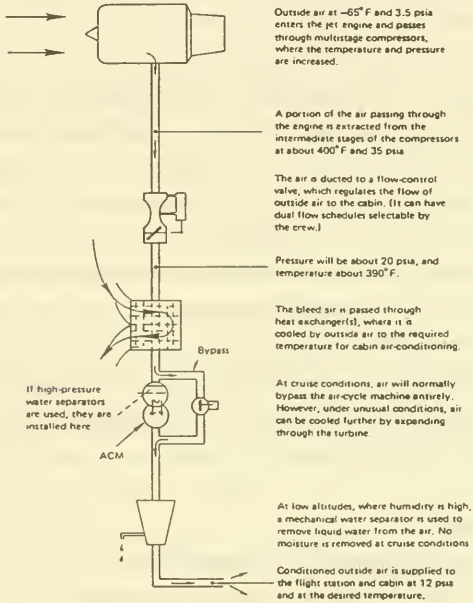 Outside air at −65°F and 3.5 psia
enters the jet engine and passes
through multistage compressors,
where the temperature and pressure
are increased.
A portion of the air passing through
the engine is extracted from the
intermediate stages of the compressors
at about 400°F and 35 psia
The air is ducted to a flow-control
valve, which regulates the flow of
outside air to the cabin. (It can have
dual flow schedules selectable by
the crew.)
Pressure will be about 20 psia, and
temperature about 390°F.
The bleed air is passed through
heat exchanger(s), where it is
cooled by outside air to the required
temperature for cabin air-conditioning.
Bypass
If high-pressure
water separators
are used, they are
installed here
ACM
At cruise conditions, air will normally
bypass the air-cycle machine entirely.
However, under unusual conditions, air
can be cooled further by expanding
through the turbine.
At low altitudes, where humidity is high,
a mechanical water separator is used to
remove liquid water from the air. No
moisture is removed at cruise conditions
Conditioned outside air is supplied to
the flight station and cabin at 12 psia
and at the desired temperature.